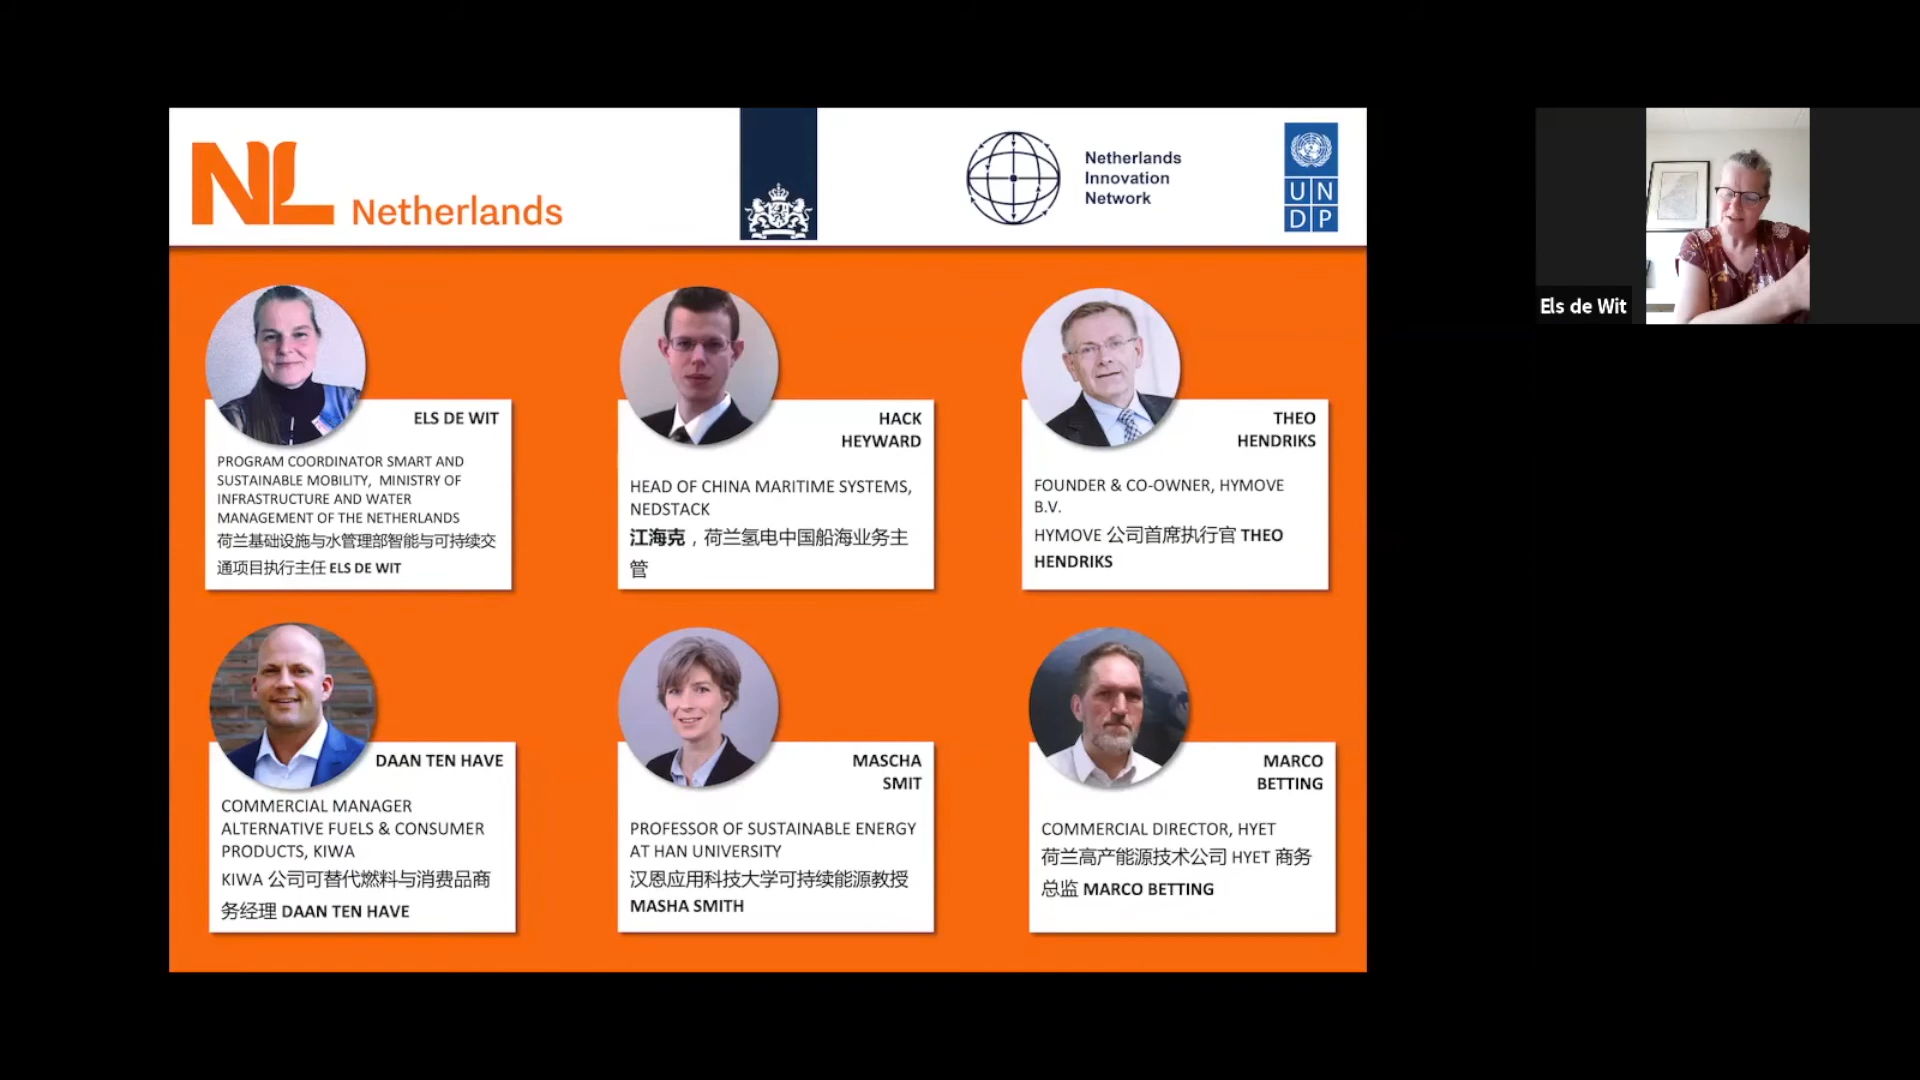 NL Netherlands
Netherlands
Innovation
Network
UN
DP
Els de Wit
ELS DE WIT
PROGRAM COORDINATOR SMART AND
SUSTAINABLE MOBILITY, MINISTRY OF
INFRASTRUCTURE AND WATER
MANAGEMENT OF THE NETHERLANDS
荷兰基础设施与水管理部智能与可持续交
通项目执行主任 ELS DE WIT
HACK
HEYWARD
HEAD OF CHINA MARITIME SYSTEMS,
NEDSTACK
江海克，荷兰氢电中国船海业务主
管
THEO
HENDRIKS
FOUNDER & CO-OWNER, HYMOVE
B.V.
HYMOVE 公司首席执行官 THEO
HENDRIKS
DAAN TEN HAVE
COMMERCIAL MANAGER
ALTERNATIVE FUELS & CONSUMER
PRODUCTS, KIWA
KIWA 公司可替代燃料与消费品商
务经理 DAAN TEN HAVE
MASCHA
SMIT
PROFESSOR OF SUSTAINABLE ENERGY
AT HAN UNIVERSITY
汉恩应用科技大学可持续能源教授
MASHA SMITH
MARCO
BETTING
COMMERCIAL DIRECTOR, HYET
荷兰高产能源技术公司 HYET 商务
总监 MARCO BETTING